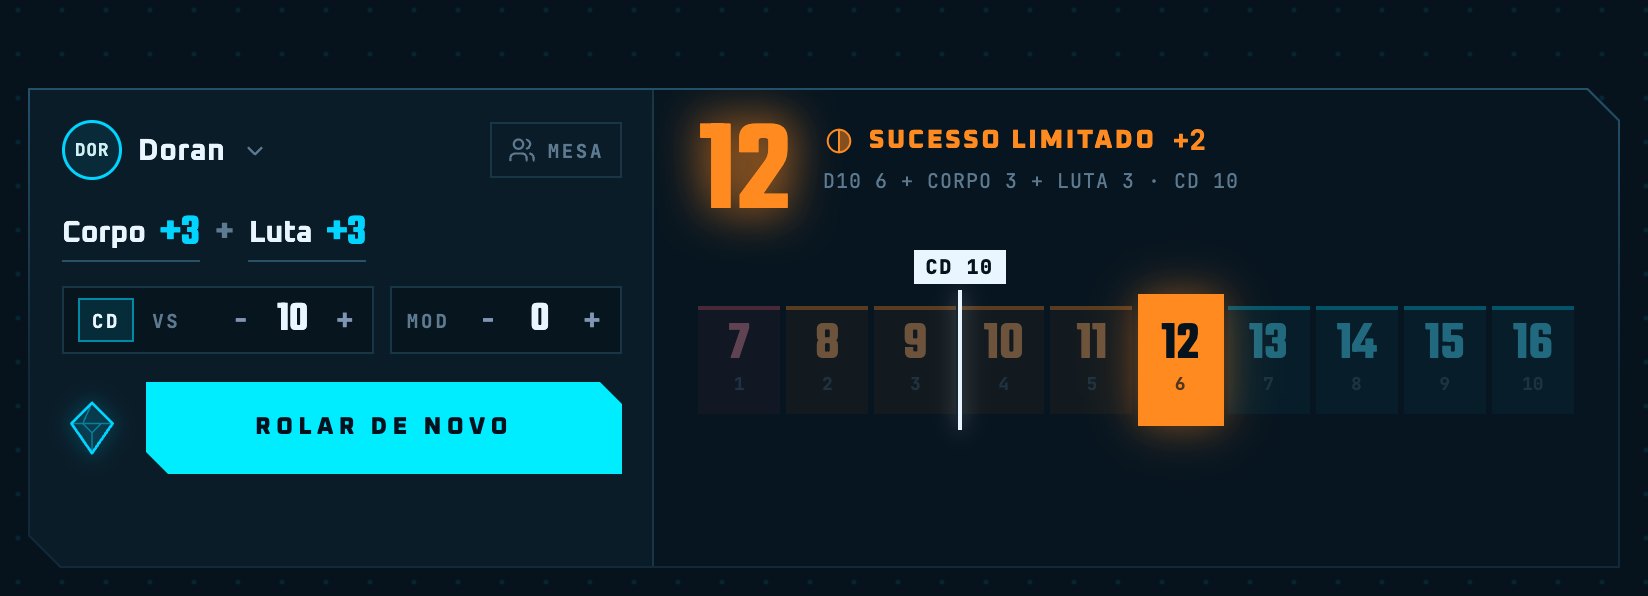 DOR Doran MESA
Corpo +3 + Luta +3
CD VS - 10 + MOD - 0 +
ROLAR DE NOVO
12 SUCESSO LIMITADO +2
D10 6 + CORPO 3 + LUTA 3 · CD 10
CD 10
7 8 9 10 11 12 13 14 15 16
1 2 3 4 5 6 7 8 9 10